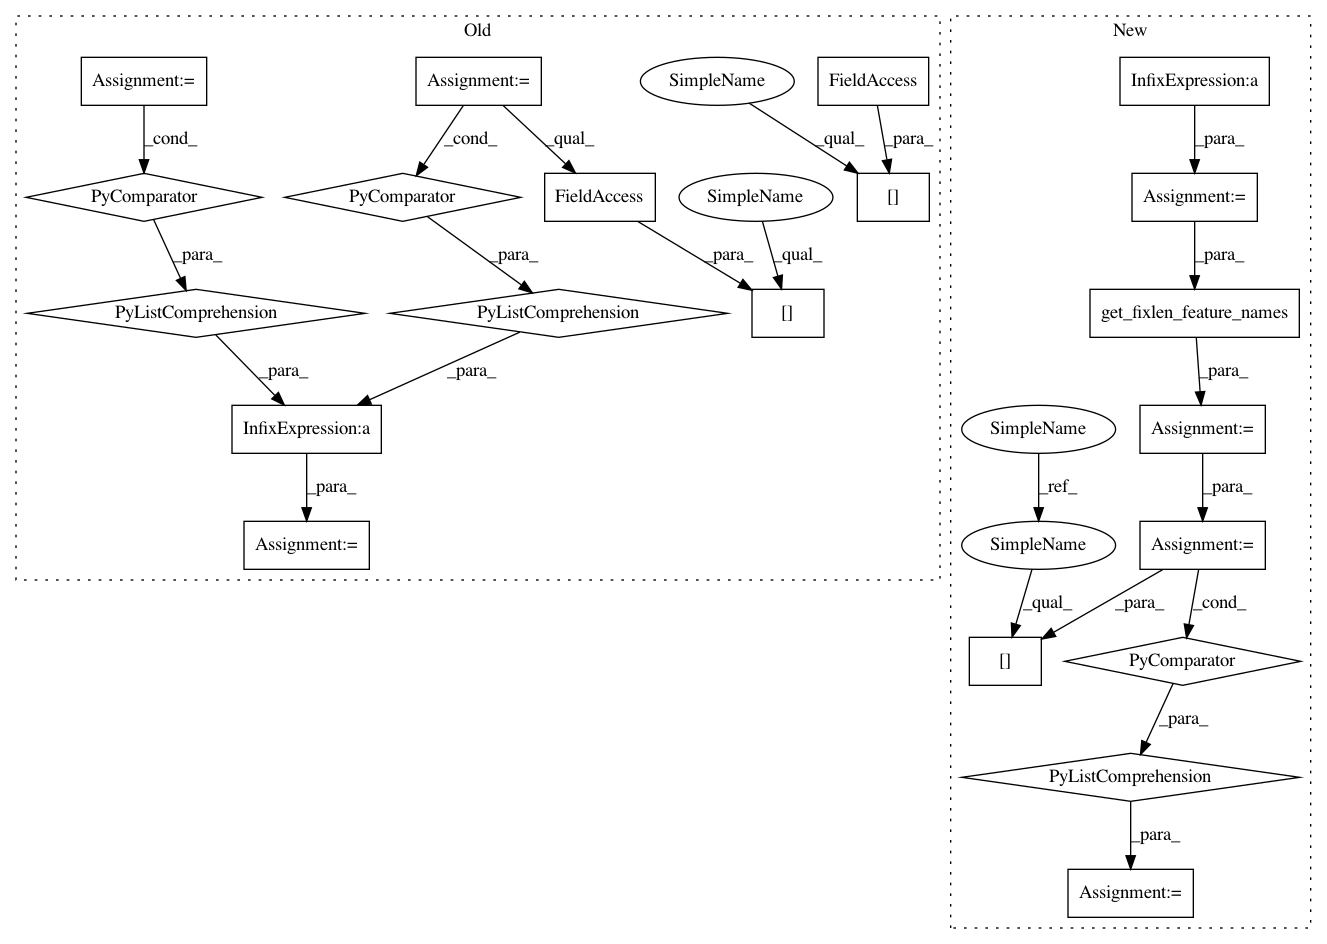 Old
New
Assignment:=
Assignment:=
SimpleName
FieldAccess
InfixExpression:a
_cond_
_cond_
_qual_
_qual_
_para_
_para_
PyComparator
PyComparator
FieldAccess
SimpleName
[]
Assignment:=
_para_
_para_
_para_
_qual_
_para_
PyListComprehension
PyListComprehension
[]
get_fixlen_feature_names
_para_
_para_
_para_
InfixExpression:a
SimpleName
Assignment:=
_para_
_ref_
_para_
Assignment:=
SimpleName
Assignment:=
_qual_
_para_
_cond_
[]
PyComparator
_para_
PyListComprehension
_para_
Assignment:=